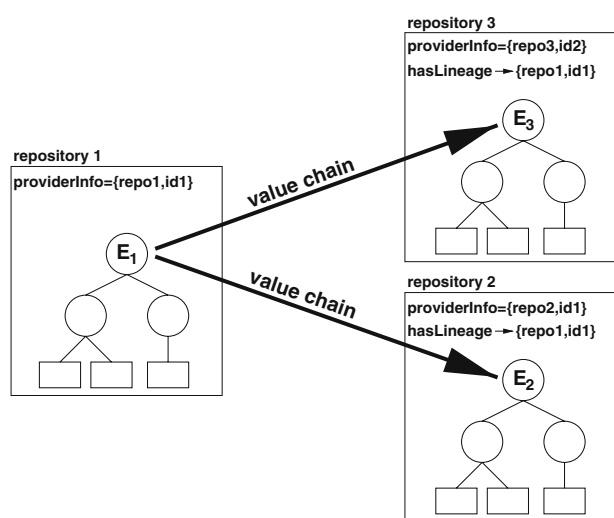 repository 3
providerInfo={repo3,id2}
hasLineage→{repo1,id1}
E3
repository 1
providerInfo={repo1,id1}
E1
value chain
value chain
repository 2
providerInfo={repo2,id1}
hasLineage→{repo1,id1}
E2